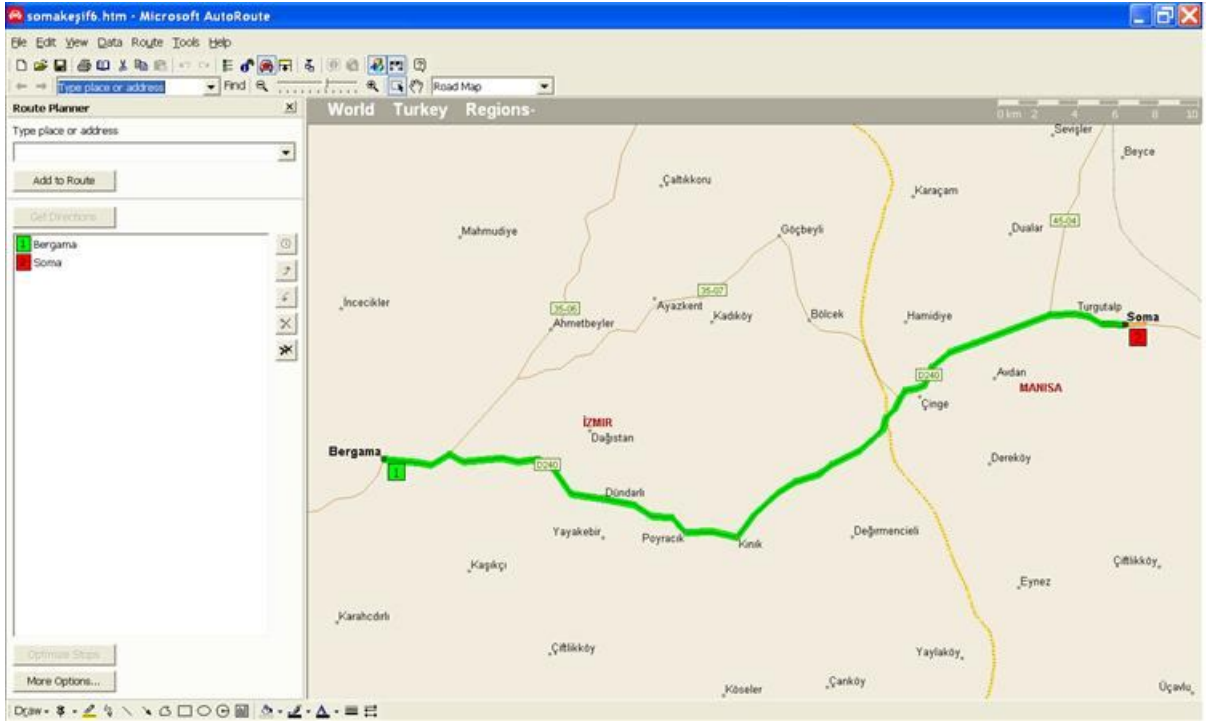 somakeşif6.htm - Microsoft AutoRoute
File Edit View Data Route Tools Help
Type place or address Find Road Map
Route Planner
World Turkey Regions-
0 km 2 4 6 8 10
Type place or address
Add to Route
Get Directions
1 Bergama
2 Soma
Optimize Stops
More Options...
Draw
Sevişler
Beyce
Çaltıkkoru
Karaçam
Mahmudiye
Göçbeyli
Dualar
45-04
İncecikler
35-07
35-06
Ayazkent
Kadıköy
Bölcek
Hamidiye
Turgutalp
Soma
Ahmetbeyler
D240
Avdan
MANISA
Çinge
İZMIR
Dağıstan
Bergama
1
D240
Dereköy
Dündarlı
Yayakebir
Poyracık
Kınık
Değirmencieli
Kaşıkçı
Eynez
Çiftlikköy
Karahcdırlı
Çiftlikköy
Yaylaköy
Köseler
Çanköy
Üçavlu